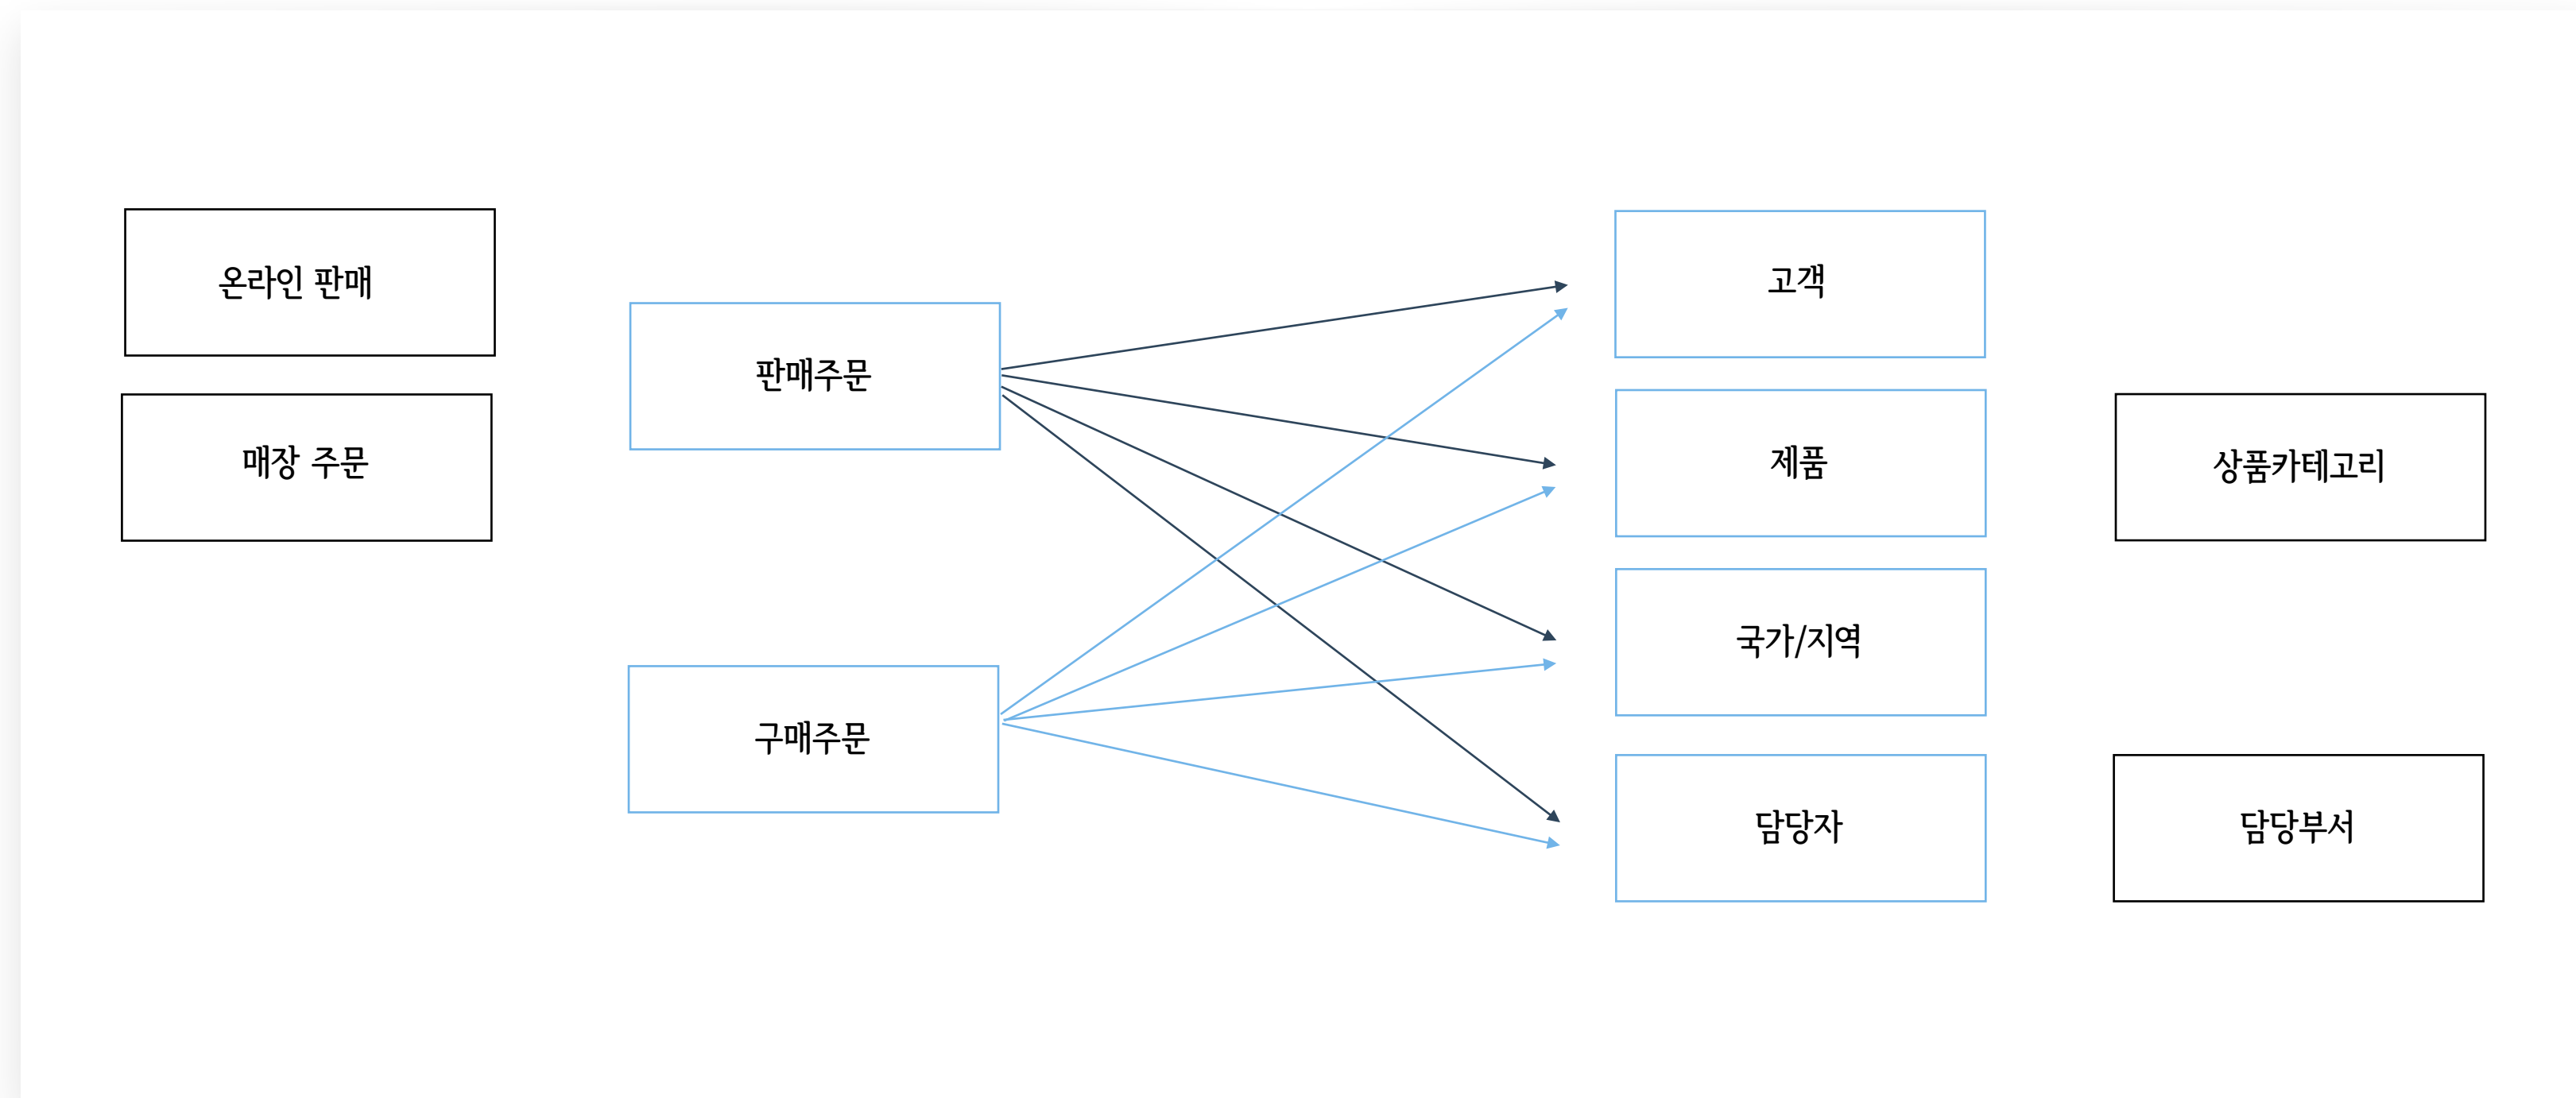 온라인 판매
매장 주문
판매주문
구매주문
고객
제품
국가/지역
담당자
상품카테고리
담당부서